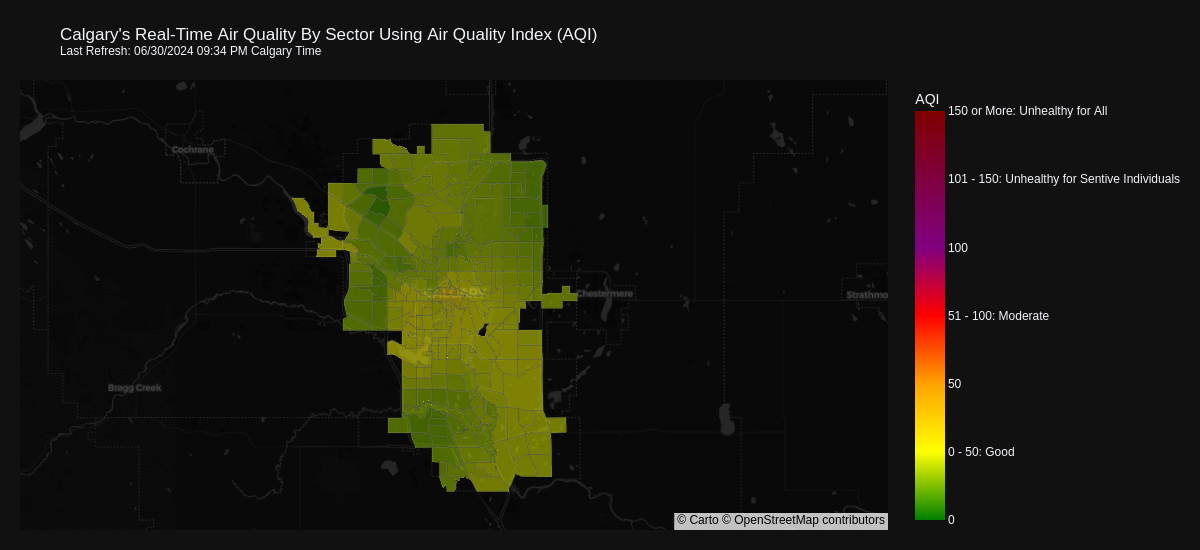 Calgary's Real-Time Air Quality By Sector Using Air Quality Index (AQI)
Last Refresh: 06/30/2024 09:34 PM Calgary Time
AQI
150 or More: Unhealthy for All
Cochrane
101 - 150: Unhealthy for Sentive Individuals
100
Chestermere
Strathmo
51 - 100: Moderate
50
Bragg Creek
0 - 50: Good
© Carto © OpenStreetMap contributors
0